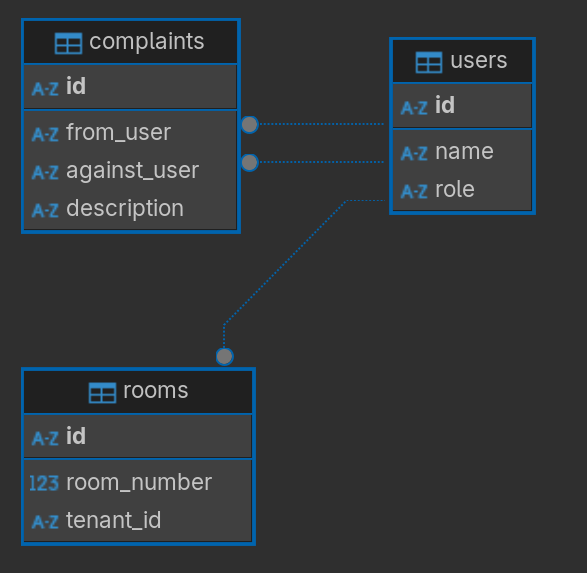 complaints
A-Z id
A-Z from_user
A-Z against_user
A-Z description
users
A-Z id
A-Z name
A-Z role
rooms
A-Z id
123 room_number
A-Z tenant_id